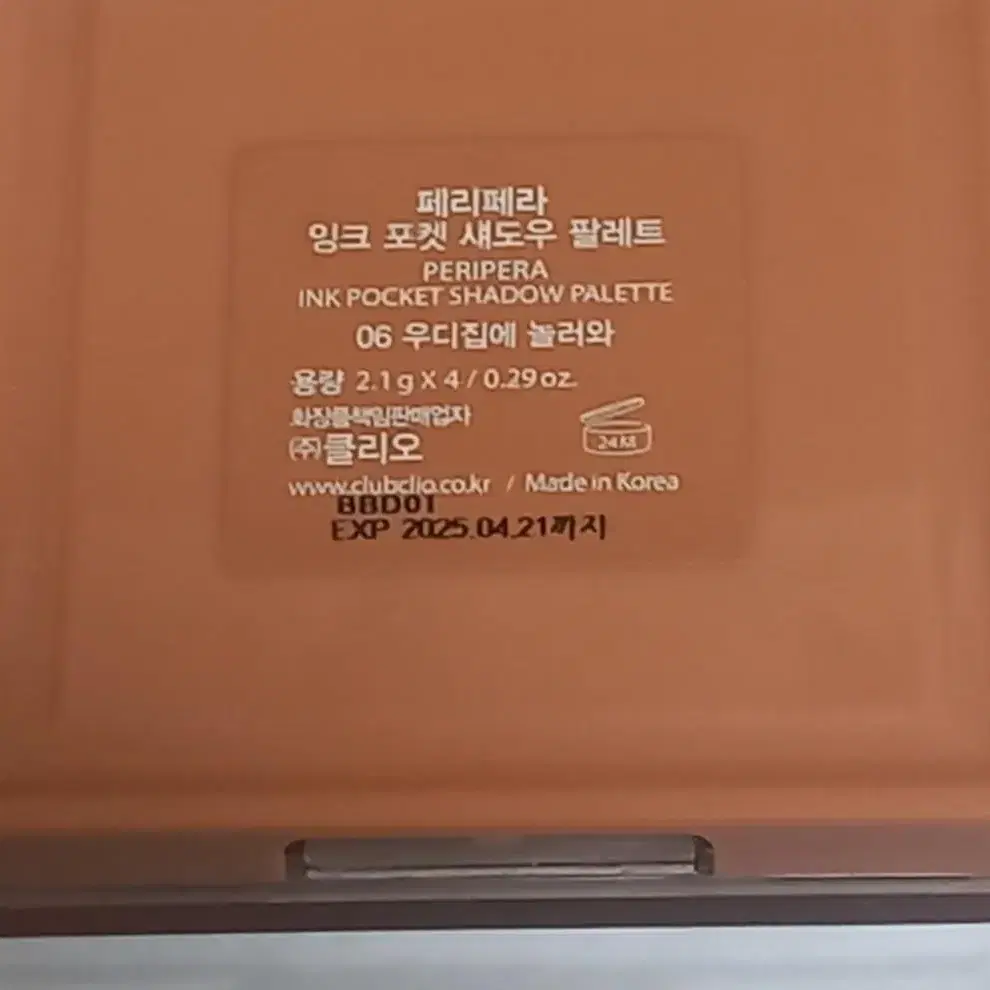 페리페라
잉크 포켓 섀도우 팔레트
PERIPERA
INK POCKET SHADOW PALETTE
06 우디집에 놀러와
용량 2.1 g X 4 / 0.29 oz.
화장품책임판매업자
(주)클리오
24M
www.clubclio.co.kr / Made in Korea
BBD01
EXP 2025.04.21까지